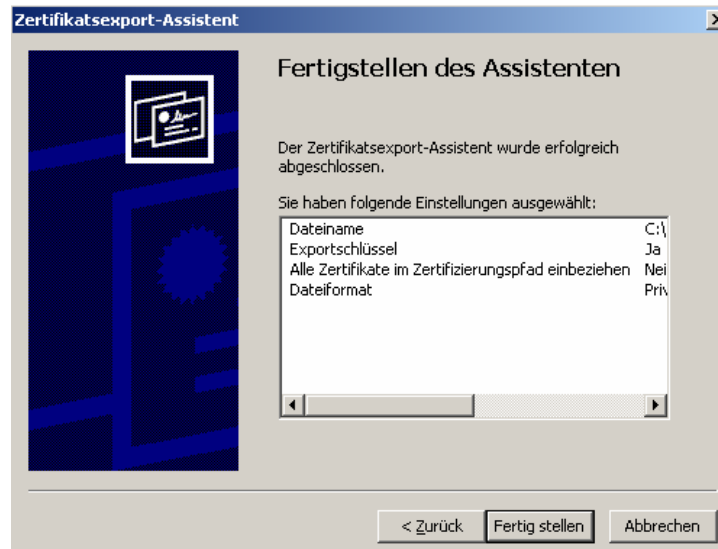 Zertifikatsexport-Assistent
Fertigstellen des Assistenten
Der Zertifikatsexport-Assistent wurde erfolgreich
abgeschlossen.
Sie haben folgende Einstellungen ausgewählt:
Dateiname C:\
Exportschlüssel Ja
Alle Zertifikate im Zertifizierungspfad einbeziehen Nei
Dateiformat Priv
< Zurück Fertig stellen Abbrechen